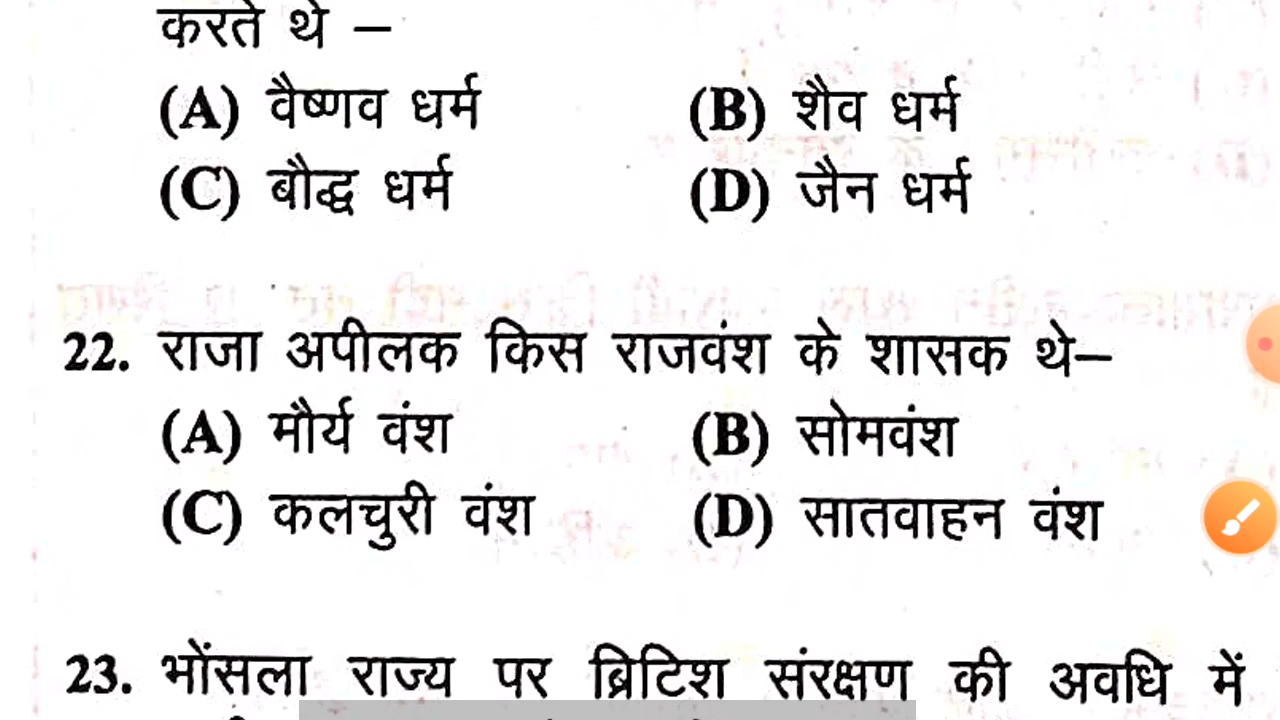 करते थे –
(A) वैष्णव धर्म (B) शैव धर्म
(C) बौद्ध धर्म (D) जैन धर्म
22. राजा अपीलक किस राजवंश के शासक थे–
(A) मौर्य वंश (B) सोमवंश
(C) कलचुरी वंश (D) सातवाहन वंश
23. भोंसला राज्य पर ब्रिटिश संरक्षण की अवधि में